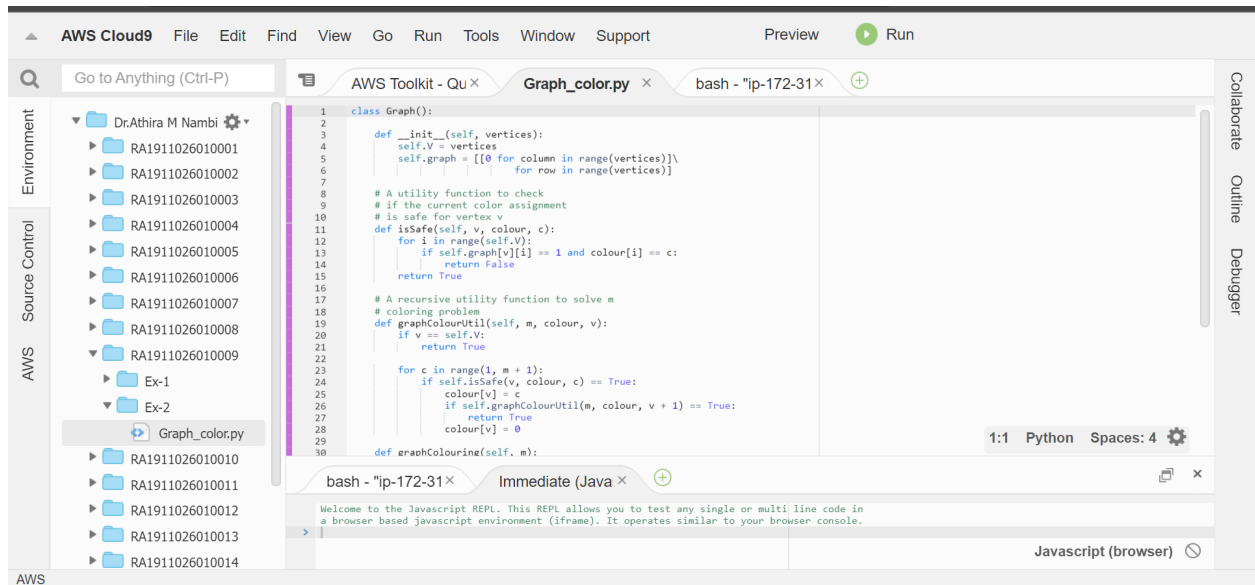 AWS Cloud9 File Edit Find View Go Run Tools Window Support Preview Run
Go to Anything (Ctrl-P)
AWS Toolkit - Qu
Graph_color.py
bash - "ip-172-31
Environment
Source Control
AWS
Dr.Athira M Nambi
RA1911026010001
RA1911026010002
RA1911026010003
RA1911026010004
RA1911026010005
RA1911026010006
RA1911026010007
RA1911026010008
RA1911026010009
Ex-1
Ex-2
Graph_color.py
RA1911026010010
RA1911026010011
RA1911026010012
RA1911026010013
RA1911026010014
1 class Graph():
2
3 def __init__(self, vertices):
4 self.V = vertices
5 self.graph = [[0 for column in range(vertices)]\
6 for row in range(vertices)]
7
8 # A utility function to check
9 # if the current color assignment
10 # is safe for vertex v
11 def isSafe(self, v, colour, c):
12 for i in range(self.V):
13 if self.graph[v][i] == 1 and colour[i] == c:
14 return False
15 return True
16
17 # A recursive utility function to solve m
18 # coloring problem
19 def graphColourUtil(self, m, colour, v):
20 if v == self.V:
21 return True
22
23 for c in range(1, m + 1):
24 if self.isSafe(v, colour, c) == True:
25 colour[v] = c
26 if self.graphColourUtil(m, colour, v + 1) == True:
27 return True
28 colour[v] = 0
29
30 def graphColouring(self, m):
1:1 Python Spaces: 4
bash - "ip-172-31
Immediate (Java
Welcome to the Javascript REPL. This REPL allows you to test any single or multi line code in
a browser based javascript environment (iframe). It operates similar to your browser console.
>
Javascript (browser)
Collaborate
Outline
Debugger
AWS